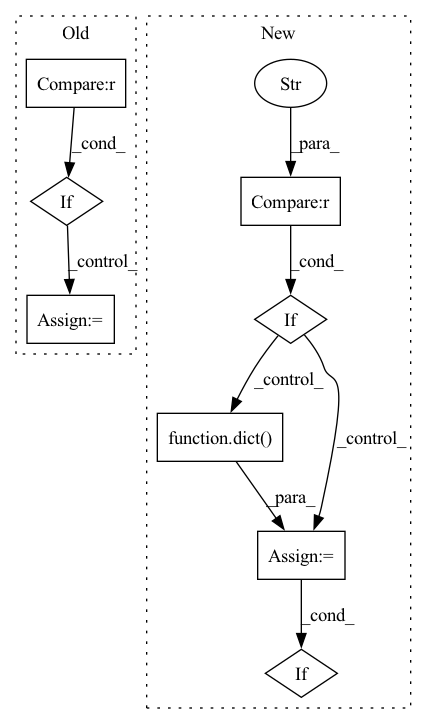 Old
New
Compare:r
Str
_cond_
_para_
If
Compare:r
_control_
_cond_
Assign:=
If
_control_
_control_
function.dict()
_para_
Assign:=
_cond_
If